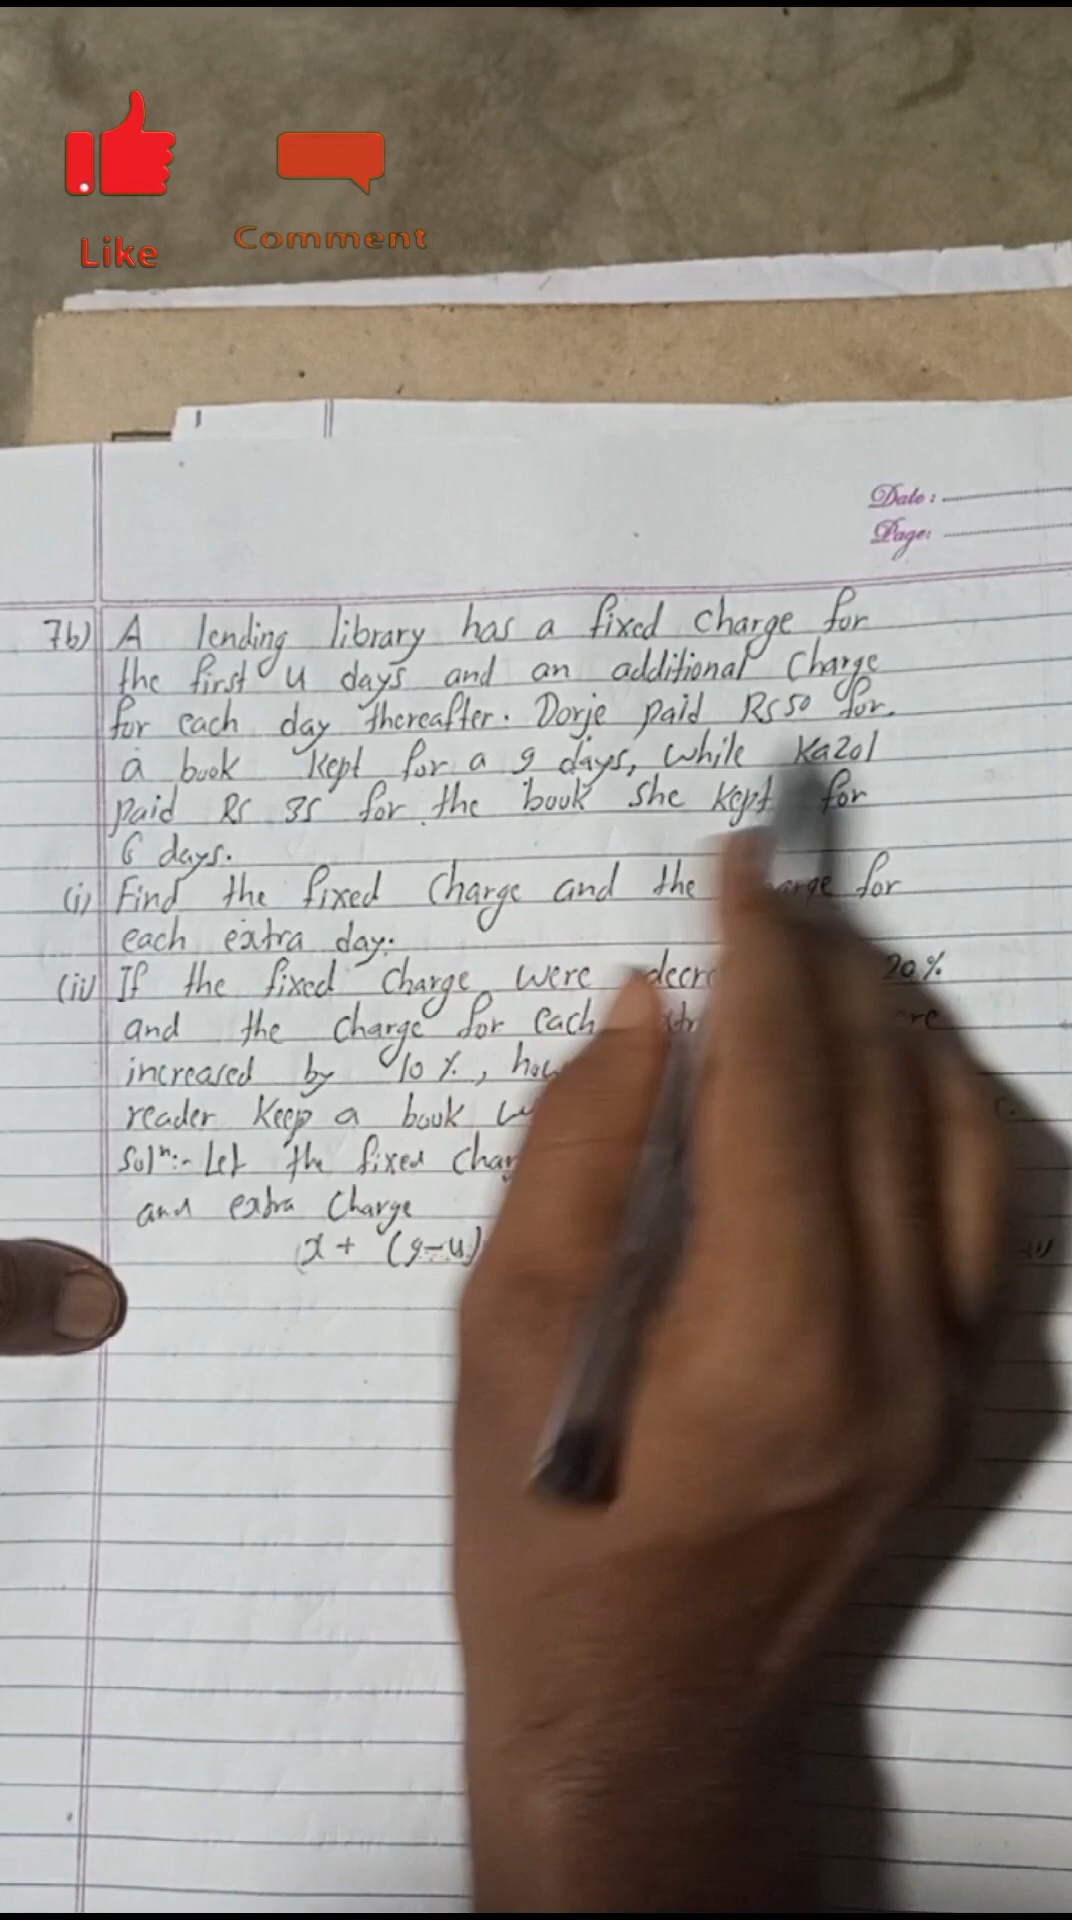 Like
Comment
Date:
Page:
7b) A lending library has a fixed charge for
the first 4 days and an additional charge
for each day thereafter. Dorje paid Rs 50 for
a book kept for a 9 days, while Kazol
paid Rs 35 for the book she kept for
6 days.
(i) Find the fixed charge and the for
each extra day.
(ii) If the fixed charge were 20%
and the charge for each
increased by 10%,
reader keep a book
Solⁿ:- Let the fixed
and extra charge
x + (9-4)